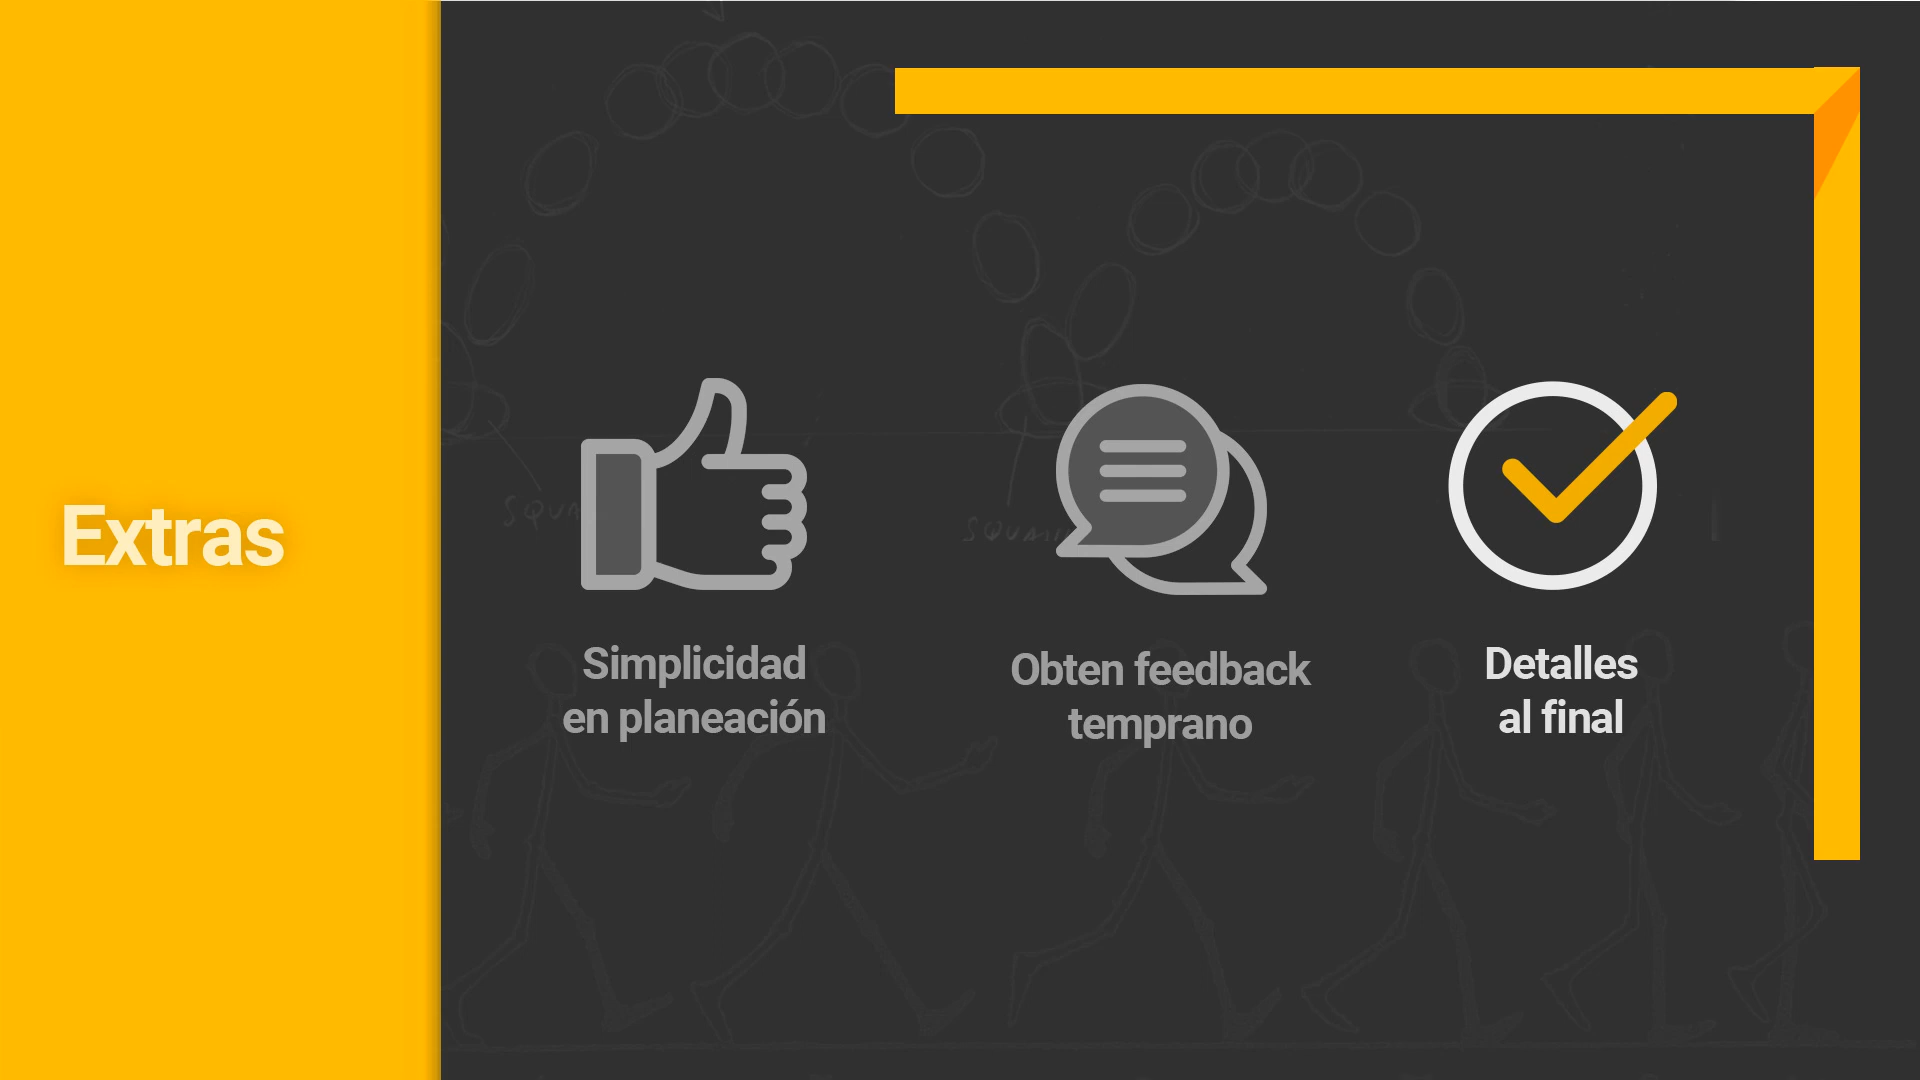 Extras
Simplicidad
en planeación
Obten feedback
temprano
Detalles
al final